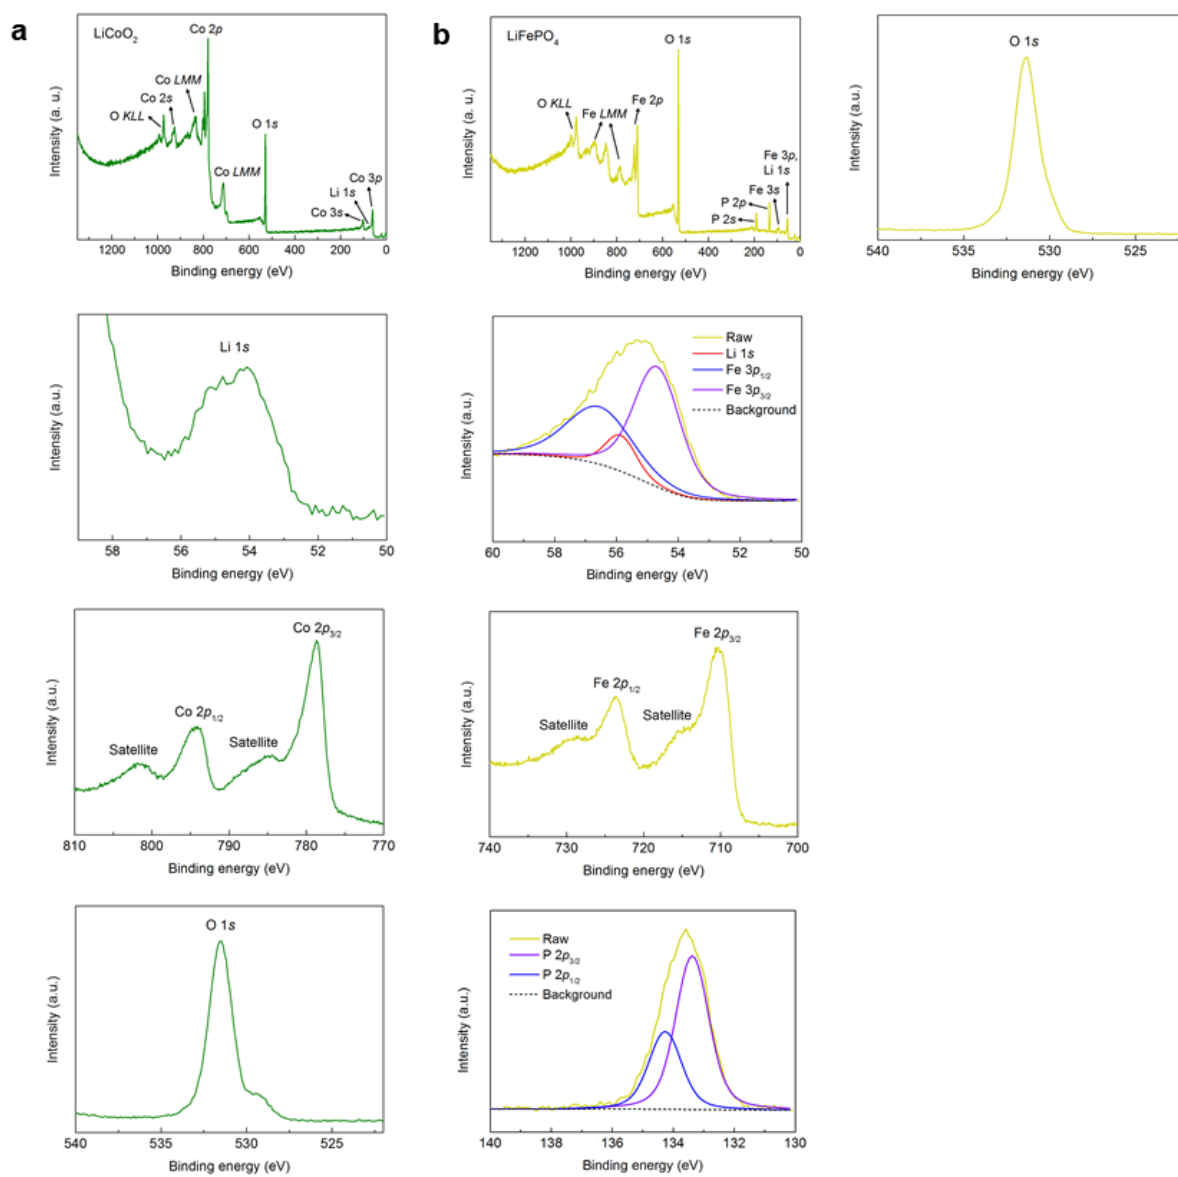 a
LiCoO2
Co 2p
Co LMM
Co 2s
O KLL
O 1s
Co LMM
Co 3p
Li 1s
Co 3s
Intensity (a. u.)
1200 1000 800 600 400 200 0
Binding energy (eV)
b
LiFePO4
O 1s
O KLL
Fe LMM
Fe 2p
Fe 3p,
Li 1s
Fe 3s
P 2p
P 2s
Intensity (a. u.)
1200 1000 800 600 400 200 0
Binding energy (eV)
O 1s
Intensity (a.u.)
540 535 530 525
Binding energy (eV)
Li 1s
Intensity (a.u.)
58 56 54 52 50
Binding energy (eV)
Raw
Li 1s
Fe 3p1/2
Fe 3p3/2
Background
Intensity (a.u.)
60 58 56 54 52 50
Binding energy (eV)
Co 2p3/2
Co 2p1/2
Satellite
Satellite
Intensity (a.u.)
810 800 790 780 770
Binding energy (eV)
Fe 2p3/2
Fe 2p1/2
Satellite
Satellite
Intensity (a.u.)
740 730 720 710 700
Binding energy (eV)
O 1s
Intensity (a.u.)
540 535 530 525
Binding energy (eV)
Raw
P 2p3/2
P 2p1/2
Background
Intensity (a.u.)
140 138 136 134 132 130
Binding energy (eV)